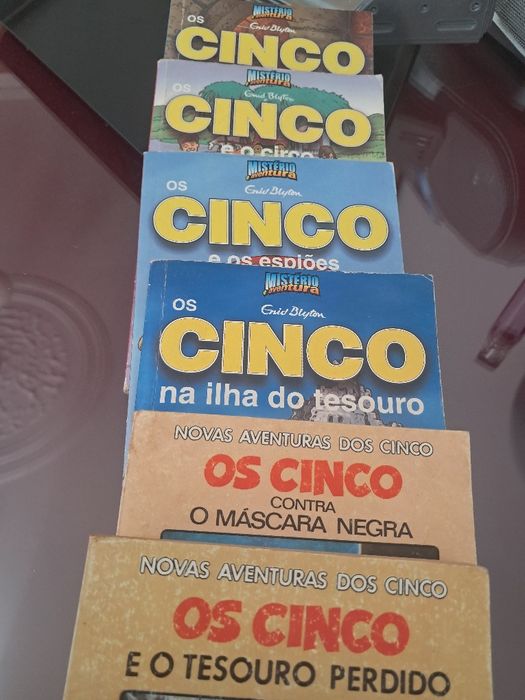 MISTÉRIO
Aventura
Enid Blyton
OS
CINCO
MISTÉRIO
Aventura
Enid Blyton
OS
CINCO
e o circo
MISTÉRIO
Aventura
Enid Blyton
OS
CINCO
e os espiões
MISTÉRIO
Aventura
Enid Blyton
OS
CINCO
na ilha do tesouro
NOVAS AVENTURAS DOS CINCO
OS CINCO
CONTRA
O MÁSCARA NEGRA
NOVAS AVENTURAS DOS CINCO
OS CINCO
E O TESOURO PERDIDO